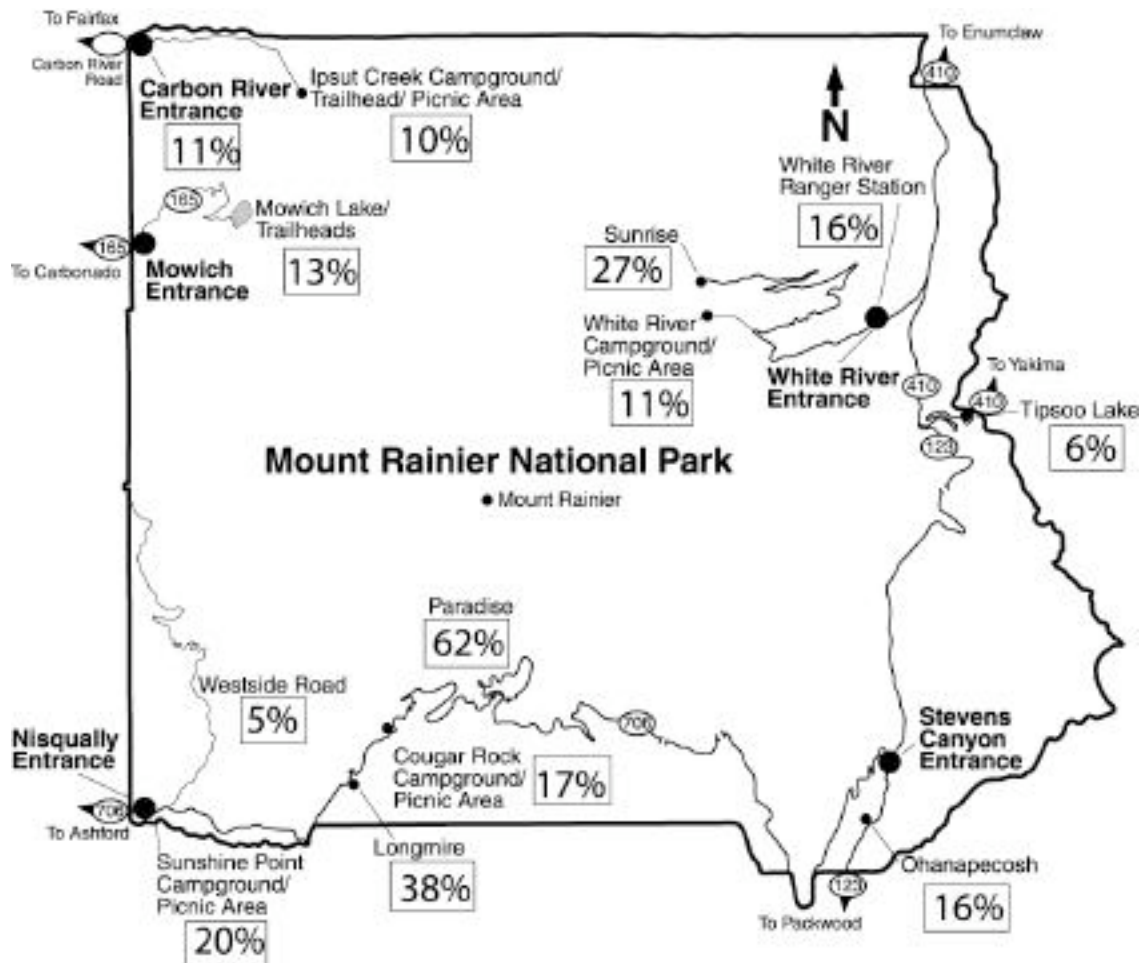 To Fairfax
Carbon River
Road
Carbon River
Entrance
11%
Ipsut Creek Campground/
Trailhead/ Picnic Area
10%
To Enumclaw
410
N
White River
Ranger Station
16%
165
Mowich Lake/
Trailheads
13%
165
To Carbonado
Mowich
Entrance
Sunrise
27%
White River
Campground/
Picnic Area
11%
White River
Entrance
410
To Yakima
410
Tipsoo Lake
6%
123
Mount Rainier National Park
Mount Rainier
Paradise
62%
Westside Road
5%
706
Nisqually
Entrance
Stevens
Canyon
Entrance
Cougar Rock
Campground/
Picnic Area
17%
706
To Ashford
Sunshine Point
Campground/
Picnic Area
20%
Longmire
38%
Ohanapecosh
16%
123
To Packwood